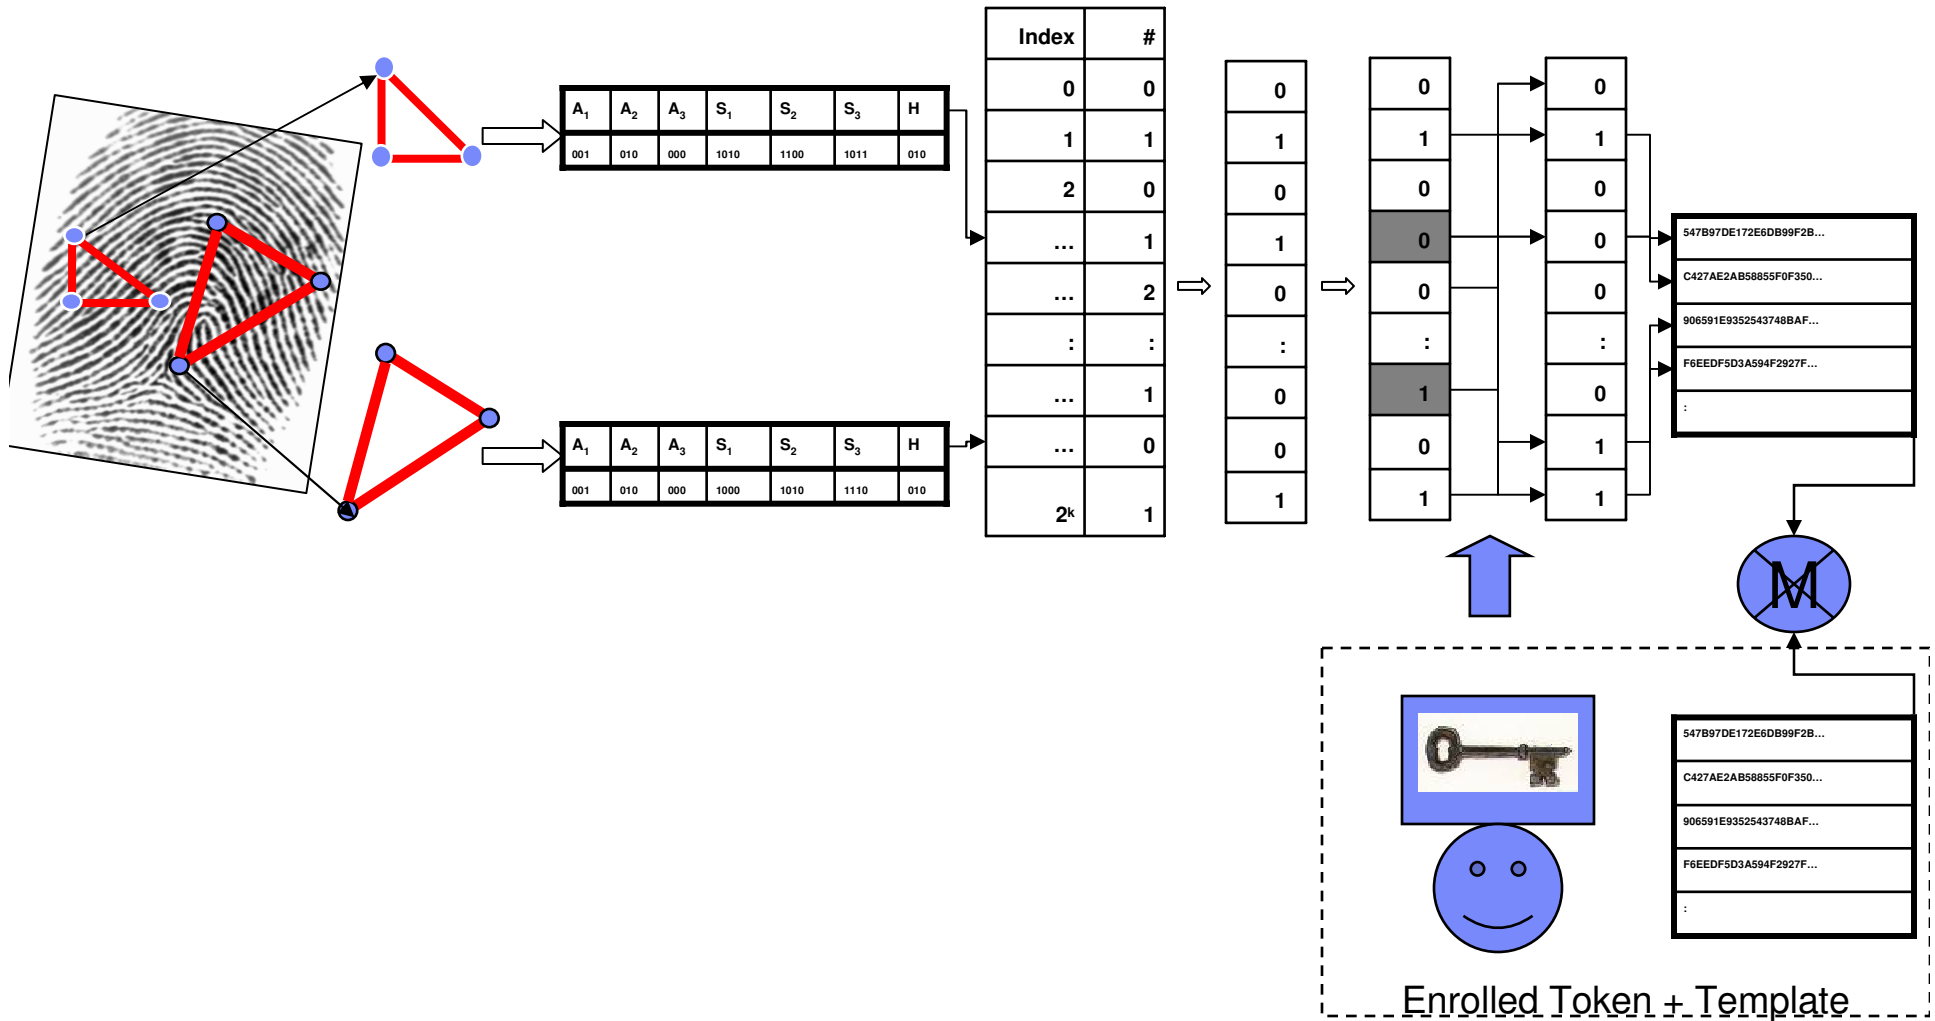 A1 A2 A3 S1 S2 S3 H
001 010 000 1010 1100 1011 010
A1 A2 A3 S1 S2 S3 H
001 010 000 1000 1010 1110 010
Index #
0 0
1 1
2 0
... 1
... 2
: :
... 1
... 0
2k 1
0
1
0
1
0
:
0
0
1
0
1
0
0
0
:
1
0
1
0
1
0
0
0
:
0
1
1
547B97DE172E6DB99F2B...
C427AE2AB58855F0F350...
906591E9352543748BAF...
F6EEDF5D3A594F2927F...
:
M
547B97DE172E6DB99F2B...
C427AE2AB58855F0F350...
906591E9352543748BAF...
F6EEDF5D3A594F2927F...
:
Enrolled Token + Template